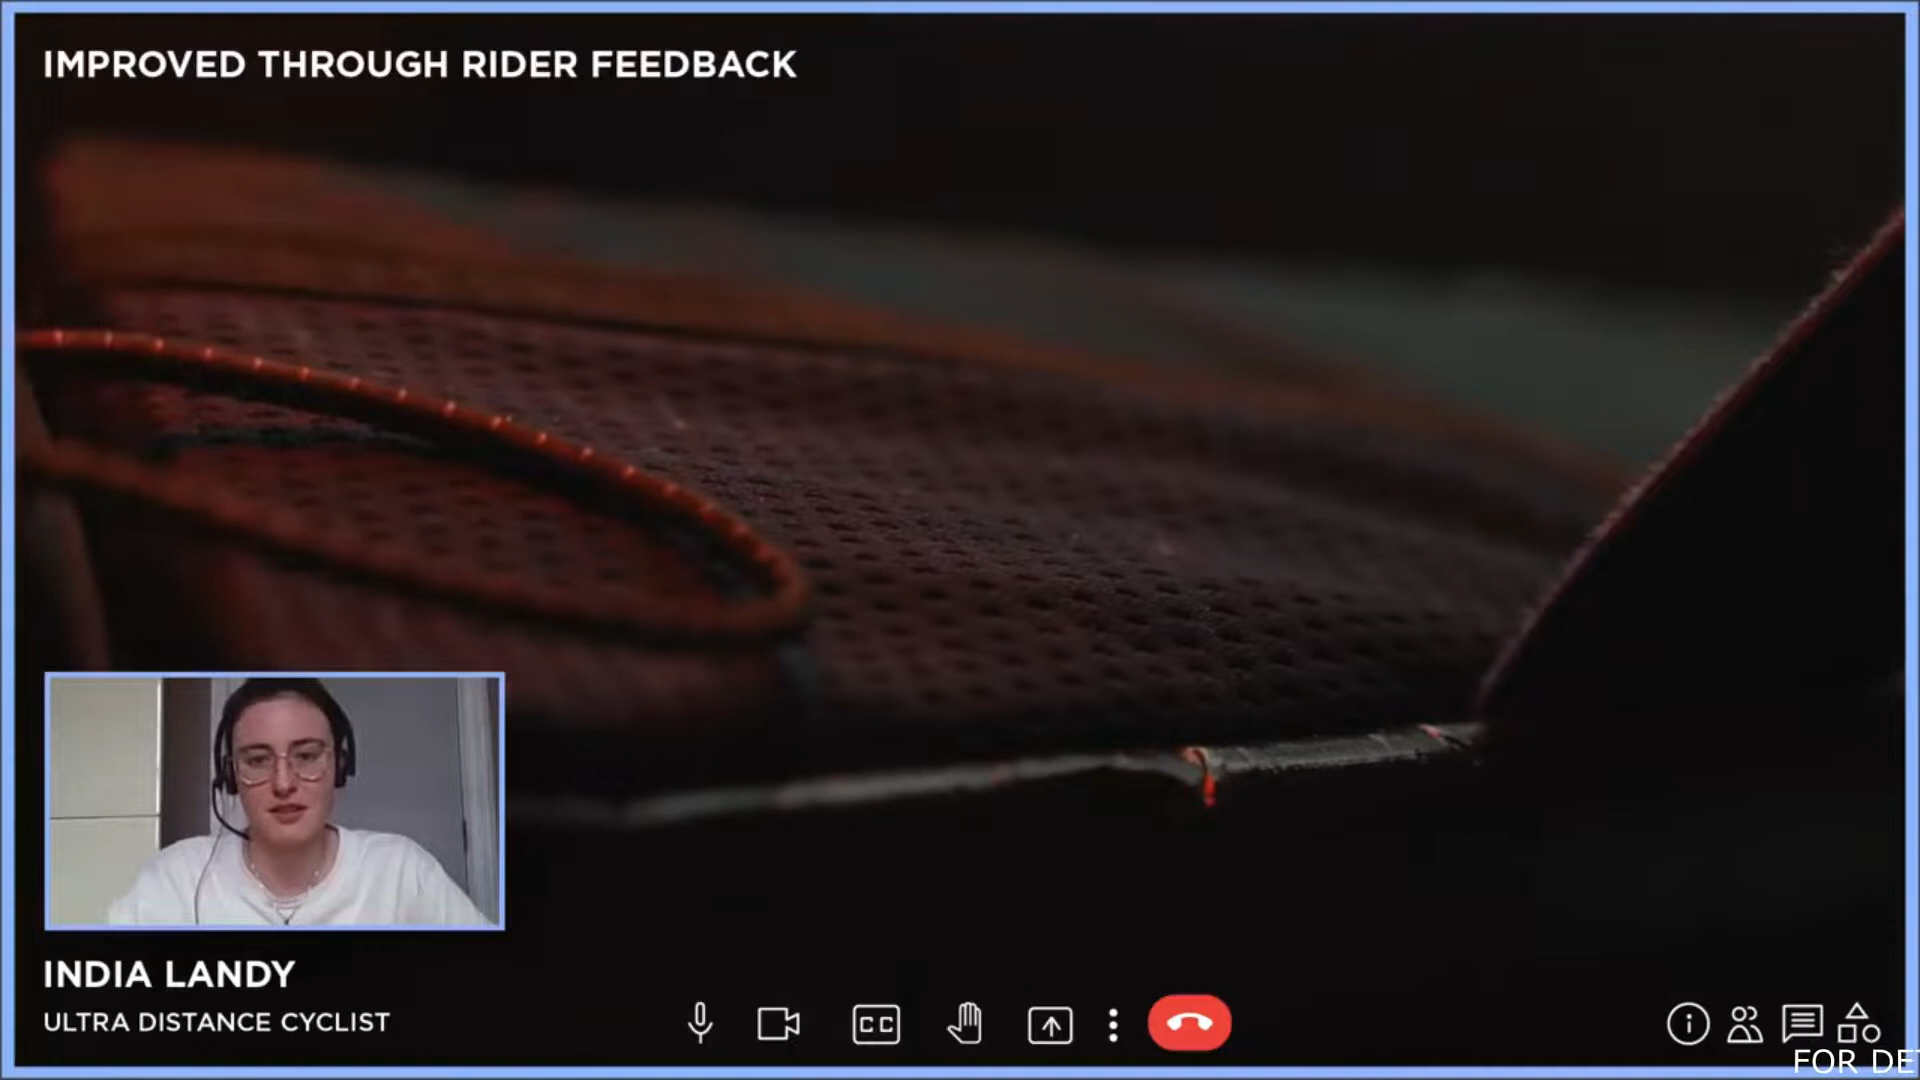 IMPROVED THROUGH RIDER FEEDBACK
INDIA LANDY
ULTRA DISTANCE CYCLIST
CC
FOR